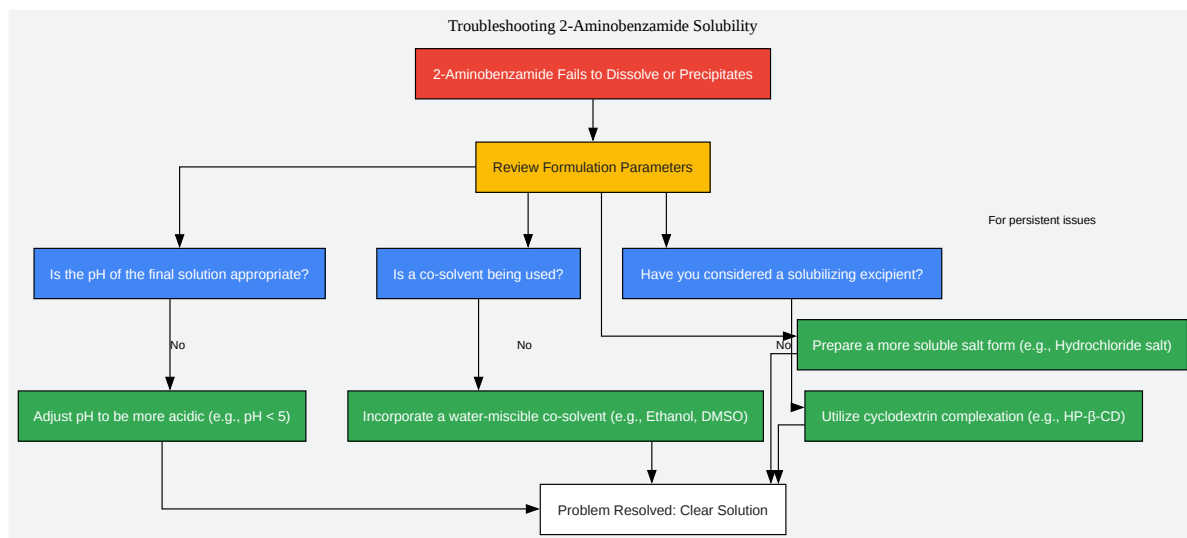 Troubleshooting 2-Aminobenzamide Solubility
2-Aminobenzamide Fails to Dissolve or Precipitates
Review Formulation Parameters
For persistent issues
Is the pH of the final solution appropriate?
Is a co-solvent being used?
Have you considered a solubilizing excipient?
No
No
No
Prepare a more soluble salt form (e.g., Hydrochloride salt)
Adjust pH to be more acidic (e.g., pH < 5)
Incorporate a water-miscible co-solvent (e.g., Ethanol, DMSO)
Utilize cyclodextrin complexation (e.g., HP-β-CD)
Problem Resolved: Clear Solution